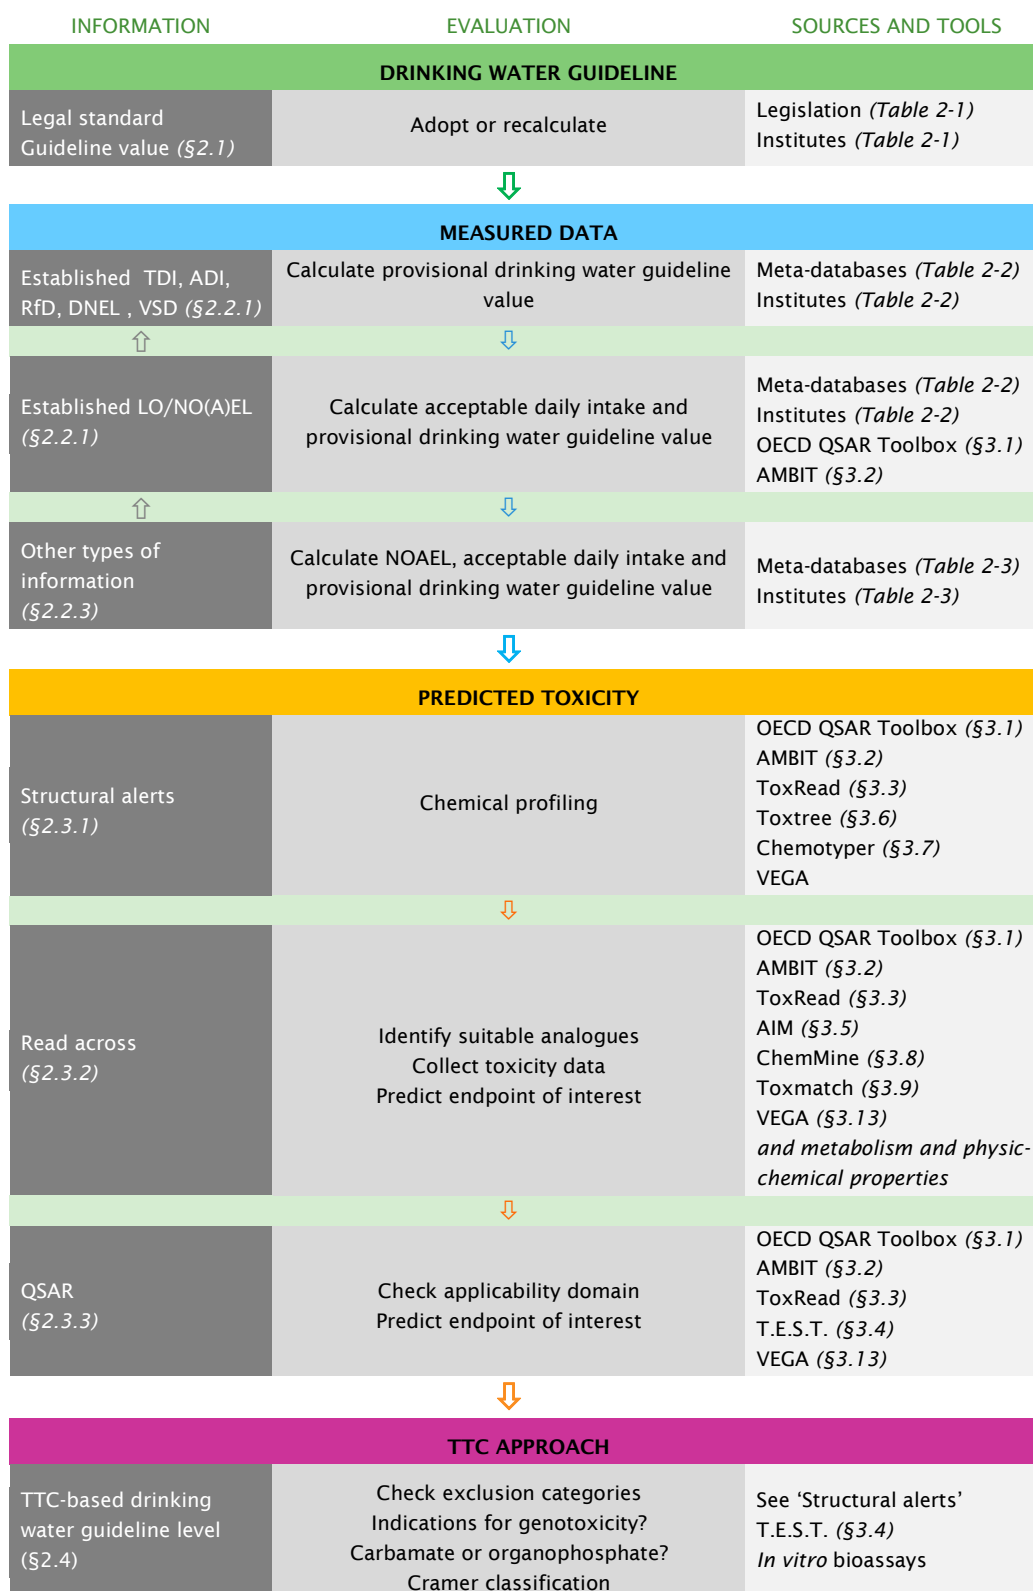 INFORMATION
EVALUATION
SOURCES AND TOOLS
DRINKING WATER GUIDELINE
Legal standard
Guideline value (§2.1)
Adopt or recalculate
Legislation (Table 2-1)
Institutes (Table 2-1)
MEASURED DATA
Established TDI, ADI,
RfD, DNEL , VSD (§2.2.1)
Calculate provisional drinking water guideline
value
Meta-databases (Table 2-2)
Institutes (Table 2-2)
Established LO/NO(A)EL
(§2.2.1)
Calculate acceptable daily intake and
provisional drinking water guideline value
Meta-databases (Table 2-2)
Institutes (Table 2-2)
OECD QSAR Toolbox (§3.1)
AMBIT (§3.2)
Other types of
information
(§2.2.3)
Calculate NOAEL, acceptable daily intake and
provisional drinking water guideline value
Meta-databases (Table 2-3)
Institutes (Table 2-3)
PREDICTED TOXICITY
Structural alerts
(§2.3.1)
Chemical profiling
OECD QSAR Toolbox (§3.1)
AMBIT (§3.2)
ToxRead (§3.3)
Toxtree (§3.6)
Chemotyper (§3.7)
VEGA
Read across
(§2.3.2)
Identify suitable analogues
Collect toxicity data
Predict endpoint of interest
OECD QSAR Toolbox (§3.1)
AMBIT (§3.2)
ToxRead (§3.3)
AIM (§3.5)
ChemMine (§3.8)
Toxmatch (§3.9)
VEGA (§3.13)
and metabolism and physic-
chemical properties
QSAR
(§2.3.3)
Check applicability domain
Predict endpoint of interest
OECD QSAR Toolbox (§3.1)
AMBIT (§3.2)
ToxRead (§3.3)
T.E.S.T. (§3.4)
VEGA (§3.13)
TTC APPROACH
TTC-based drinking
water guideline level
(§2.4)
Check exclusion categories
Indications for genotoxicity?
Carbamate or organophosphate?
Cramer classification
See ‘Structural alerts’
T.E.S.T. (§3.4)
In vitro bioassays